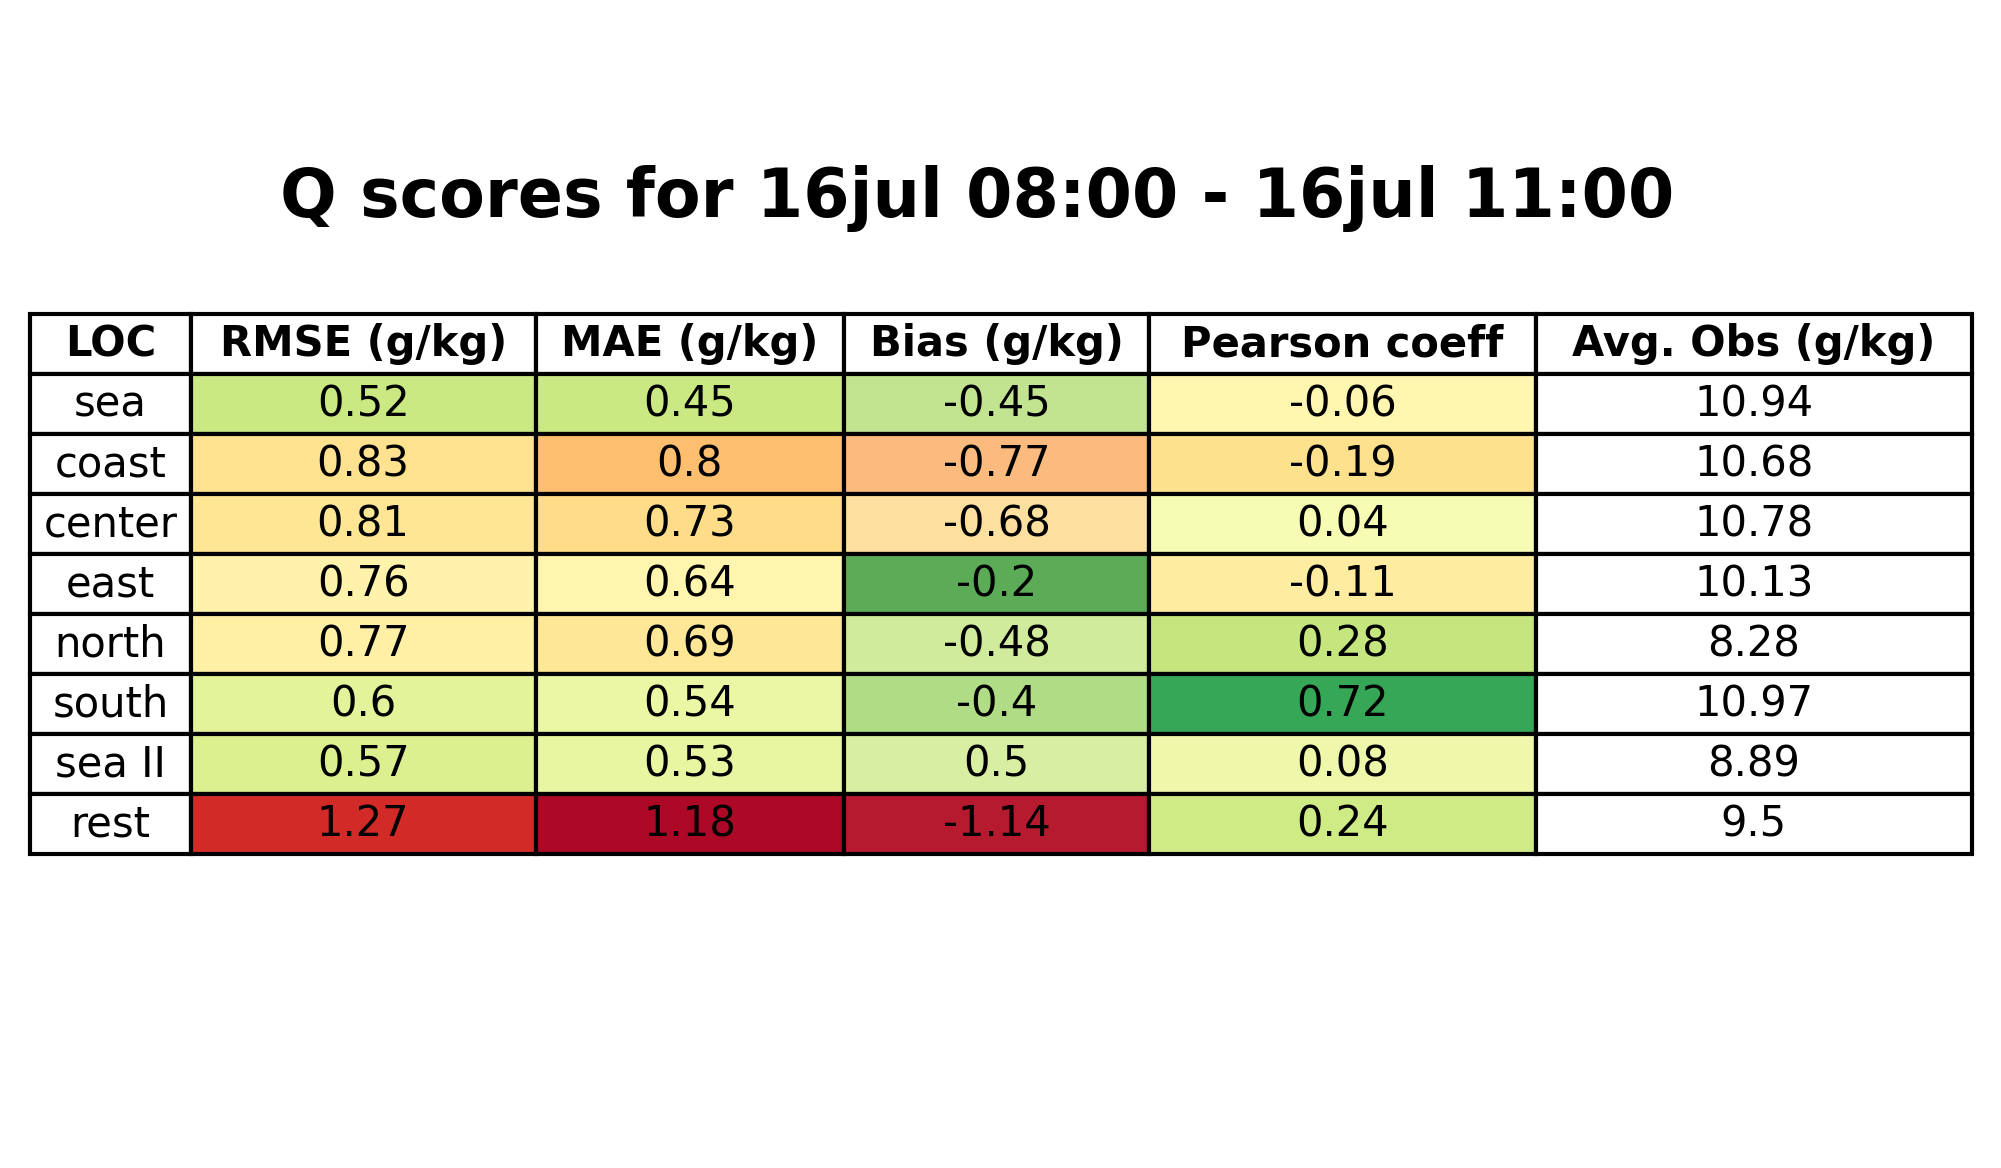 Q scores for 16jul 08:00 - 16jul 11:00
LOC RMSE (g/kg) MAE (g/kg) Bias (g/kg) Pearson coeff Avg. Obs (g/kg)
sea 0.52 0.45 -0.45 -0.06 10.94
coast 0.83 0.8 -0.77 -0.19 10.68
center 0.81 0.73 -0.68 0.04 10.78
east 0.76 0.64 -0.2 -0.11 10.13
north 0.77 0.69 -0.48 0.28 8.28
south 0.6 0.54 -0.4 0.72 10.97
sea II 0.57 0.53 0.5 0.08 8.89
rest 1.27 1.18 -1.14 0.24 9.5